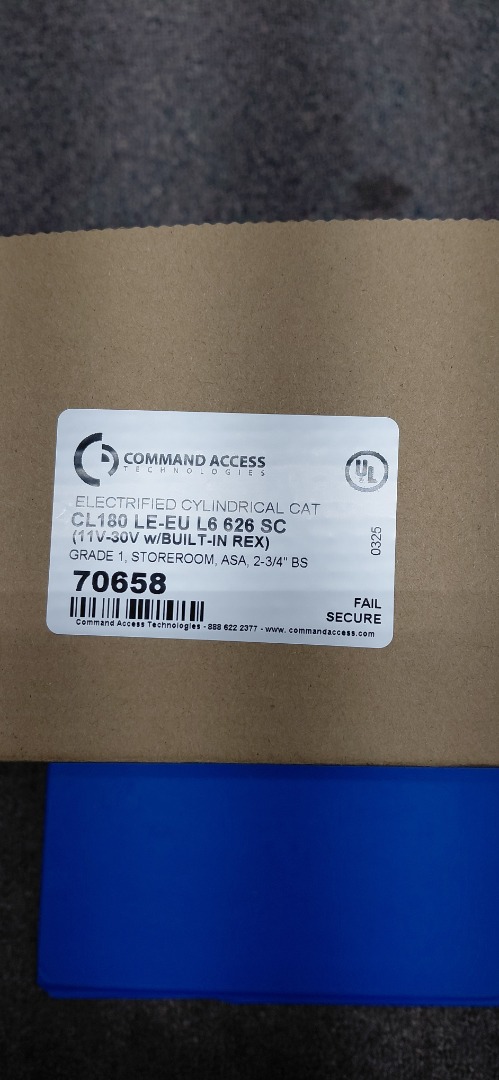 COMMAND ACCESS
TECHNOLOGIES
UL
ELECTRIFIED CYLINDRICAL CAT
CL180 LE-EU L6 626 SC
(11V-30V w/BUILT-IN REX)
GRADE 1, STOREROOM, ASA, 2-3/4" BS
0325
70658
FAIL
SECURE
Command Access Technologies - 888 622 2377 - www. commandaccess.com